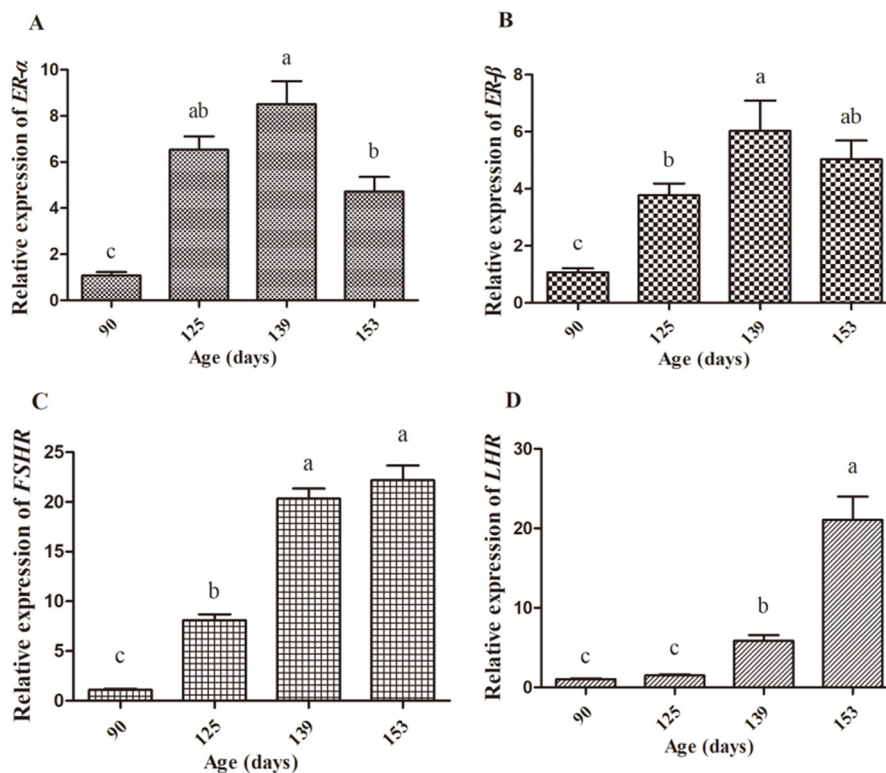 A
Relative expression of ER-α
10
8
6
4
2
0
c
ab
a
b
90
125
139
153
Age (days)
B
Relative expression of ER-β
8
6
4
2
0
c
b
a
ab
90
125
139
153
Age (days)
C
Relative expression of FSHR
25
20
15
10
5
0
c
b
a
a
90
125
139
153
Age (days)
D
Relative expression of LHR
30
20
10
0
c
c
b
a
90
125
139
153
Age (days)